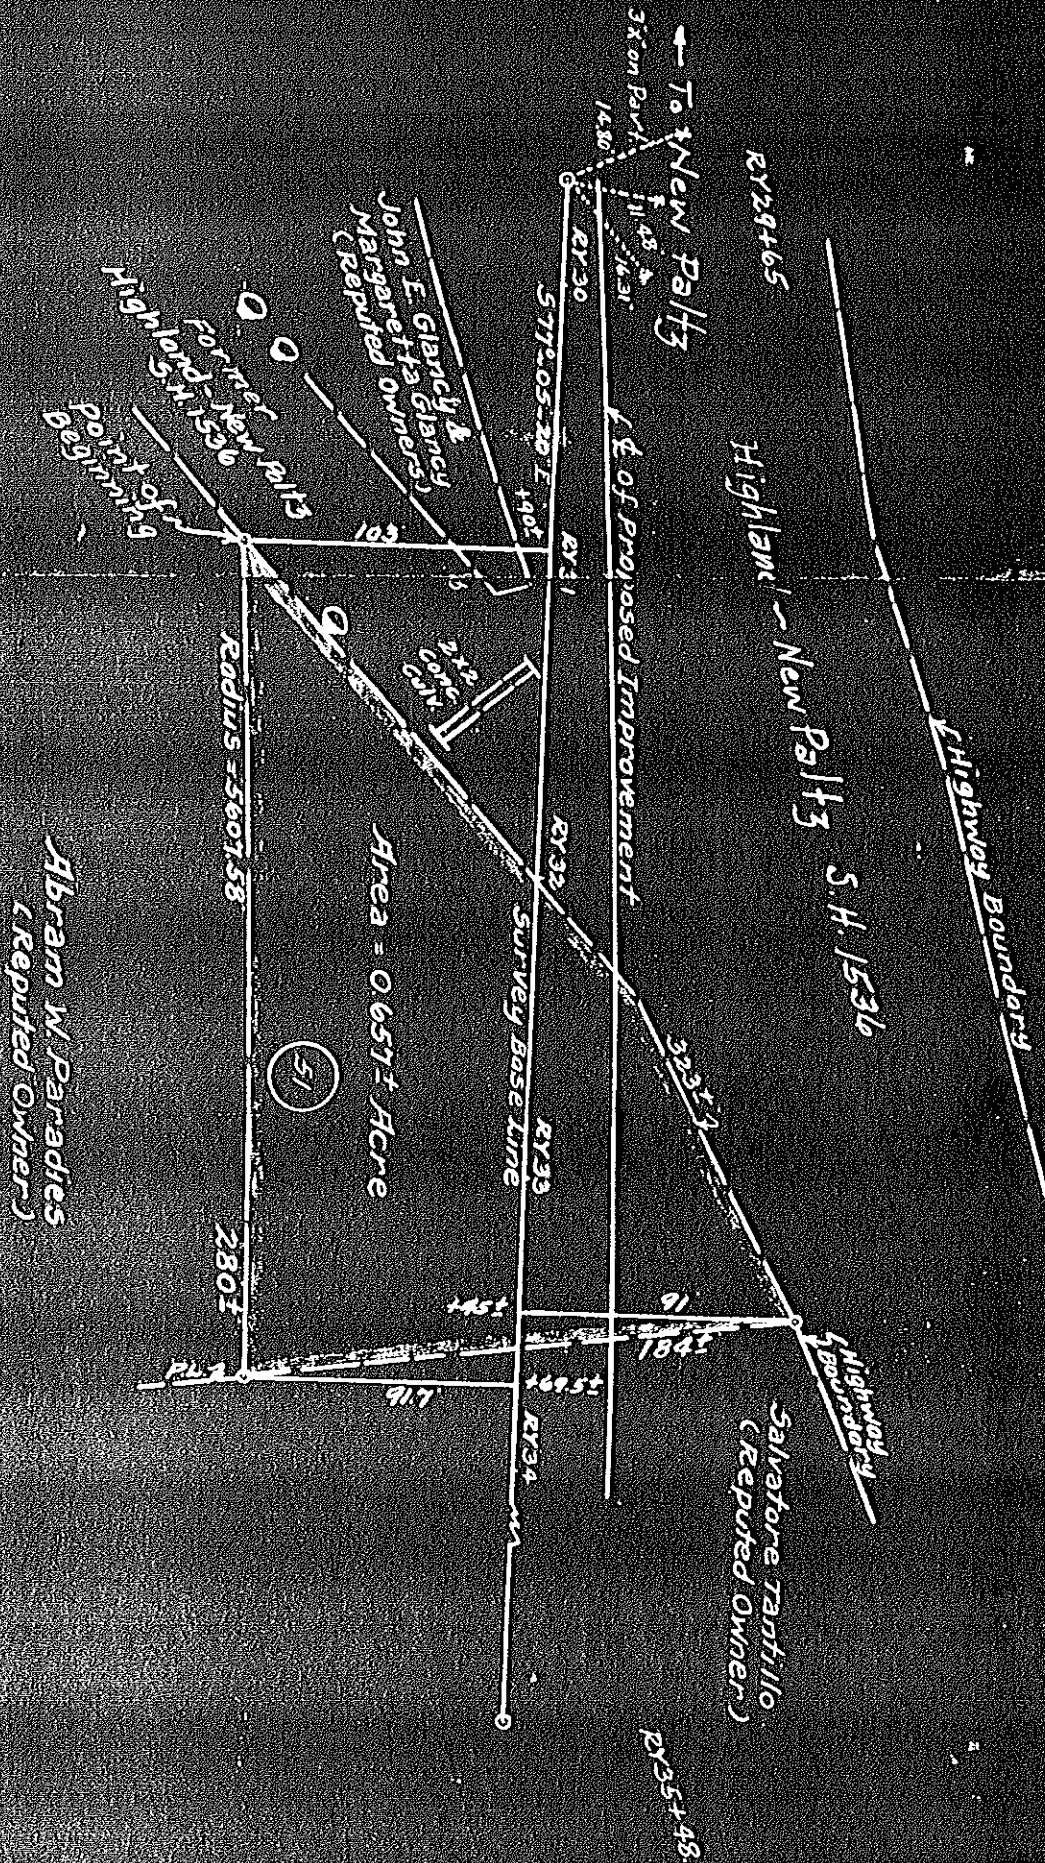 ← To New Paltz
3 X on Pav't
14.80
11.48
14.31
RY29+65
Highland - New Paltz S.H. 1536
Highway Boundary
℄ of Proposed Improvement
RY30
S77°-05-20 E
RY31
RY32
Survey Base Line
RY33
RY34
RY35+48
John E. Glancy &
Margaretta Glancy
(Reputed Owners)
Former
Highland - New Paltz
S.H. 1536
Point of
Beginning
+90±
103
2x2
Conc
Culv.
323±
Radius = 5607.58
280±
Area = 0.657± Acre
51
+45±
91
184±
+69.5±
91.7
P.L.
Highway
Boundary
Salvatore Tantillo
(Reputed Owner)
Abram W. Paradies
(Reputed Owner)